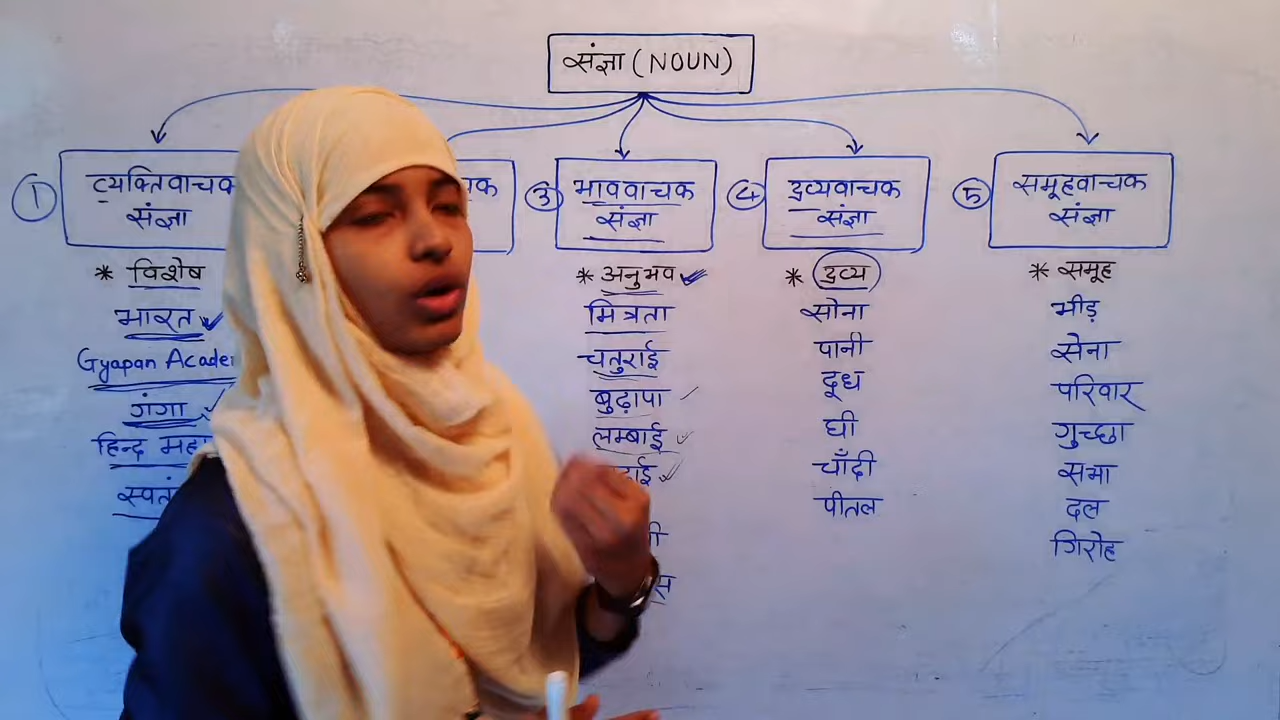 संज्ञा (NOUN)
① व्यक्तिवाचक
संज्ञा
* विशेष
भारत
Gyapan
गंगा
हिन्द
③ भाववाचक
संज्ञा
* अनुभव
मित्रता
चतुराई
बुढ़ापा
लम्बाई
④ द्रव्यवाचक
संज्ञा
* द्रव्य
सोना
पानी
दूध
घी
चाँदी
पीतल
⑤ समूहवाचक
संज्ञा
* समूह
भीड़
सेना
परिवार
गुच्छा
सभा
दल
गिरोह